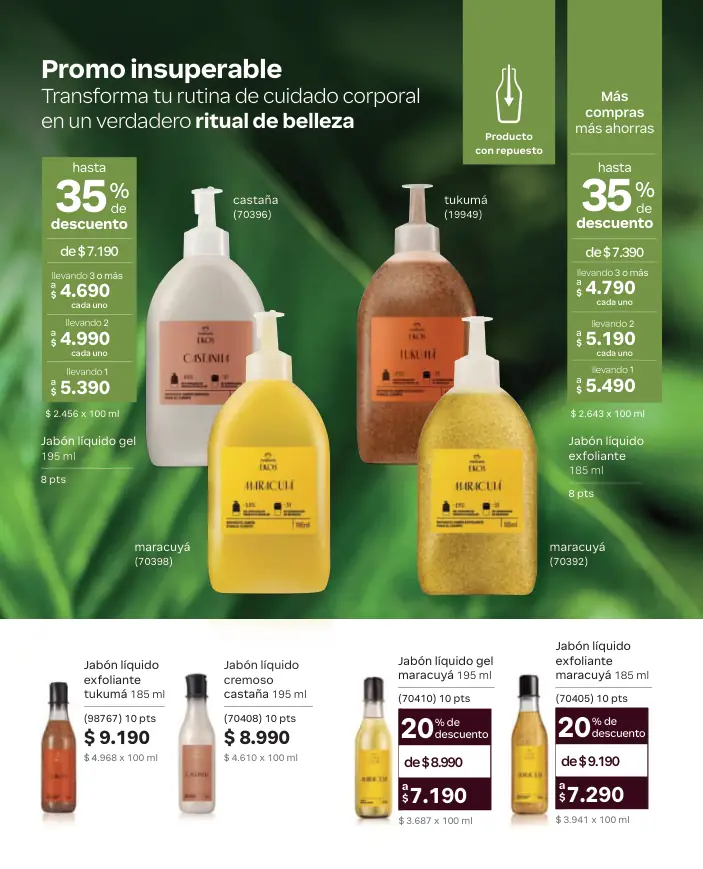 Promo insuperable
Transforma tu rutina de cuidado corporal
en un verdadero ritual de belleza
Producto
con repuesto
Más
compras
más ahorras
hasta
35%
de
descuento
de $ 7.190
llevando 3 o más
a $ 4.690
cada uno
llevando 2
$ 4.990
cada uno
llevando 1
a $ 5.390
$ 2.456 x 100 ml
Jabón líquido gel
195 ml
8 pts
castaña
(70396)
EKOS
CASTANHA
maracuyá
(70398)
EKOS
MARACUJÁ
195ml
tukumá
(19949)
EKOS
TUKUMÁ
EKOS
MARACUJÁ
maracuyá
(70392)
hasta
35%
de
descuento
de $ 7.390
llevando 3 o más
a $ 4.790
cada uno
llevando 2
a $ 5.190
cada uno
llevando 1
a $ 5.490
$ 2.643 x 100 ml
Jabón líquido
exfoliante
185 ml
8 pts
Jabón líquido
exfoliante
tukumá 185 ml
(98767) 10 pts
$ 9.190
$ 4.968 x 100 ml
EKOS
Jabón líquido
cremoso
castaña 195 ml
(70408) 10 pts
$ 8.990
$ 4.610 x 100 ml
Jabón líquido gel
maracuyá 195 ml
(70410) 10 pts
20% de
descuento
de $ 8.990
a $ 7.190
$ 3.687 x 100 ml
Jabón líquido
exfoliante
maracuyá 185 ml
(70405) 10 pts
20% de
descuento
de $ 9.190
a $ 7.290
$ 3.941 x 100 ml